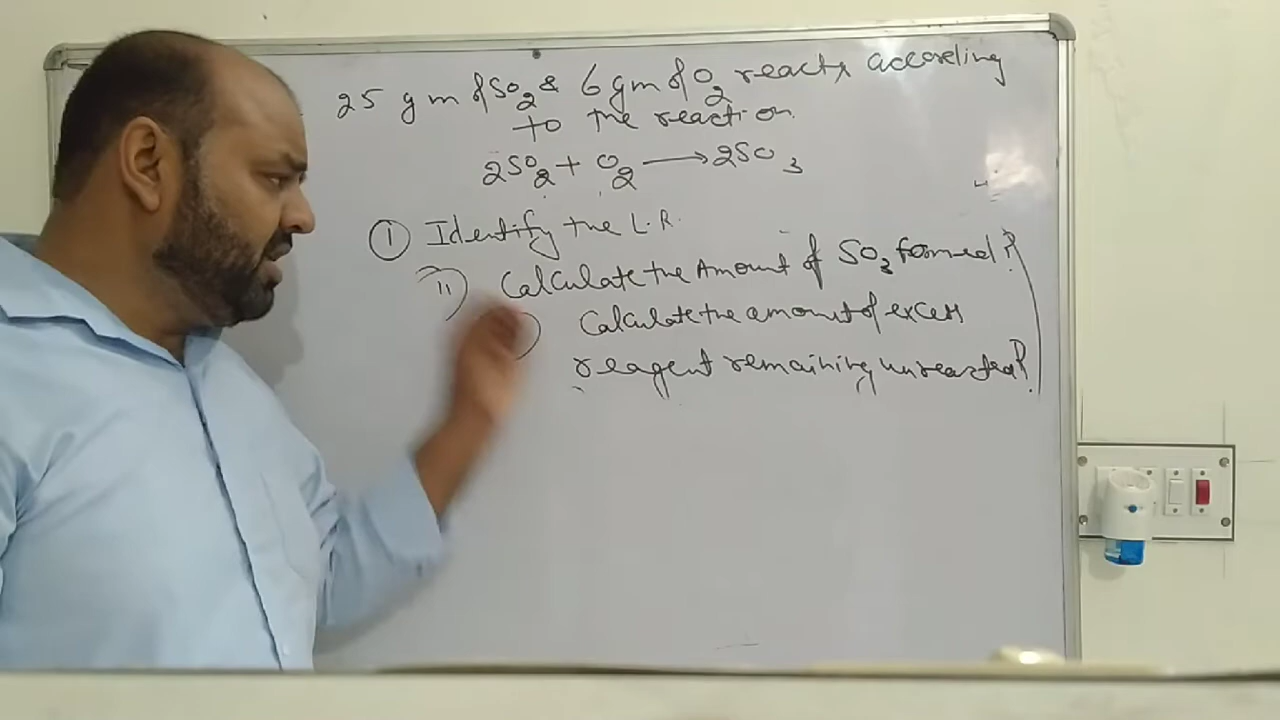 25 gm of SO2 & 6 gm of O2 reacts according
to the reaction.
2SO2 + O2 → 2SO3
① Identify the L.R.
(ii) Calculate the Amount of SO3 formed?
Calculate the amount of excess
reagent remaining unreacted?